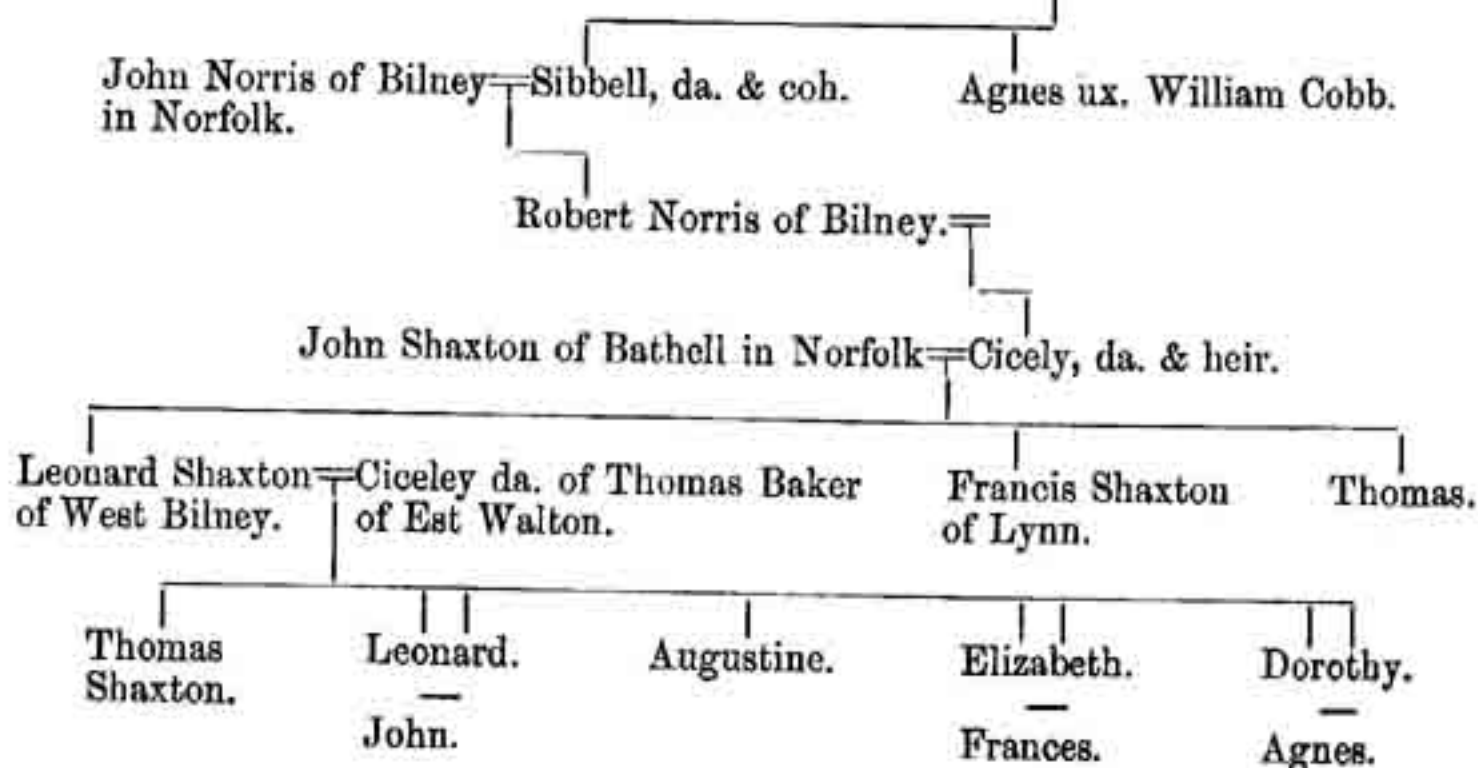 John Norris of Bilney=Sibbell, da. & coh. Agnes ux. William Cobb.
in Norfolk.
Robert Norris of Bilney.=
John Shaxton of Bathell in Norfolk=Cicely, da. & heir.
Leonard Shaxton=Ciceley da. of Thomas Baker Francis Shaxton Thomas.
of West Bilney. of Est Walton. of Lynn.
Thomas Leonard. Augustine. Elizabeth. Dorothy.
Shaxton. — — —
John. Frances. Agnes.